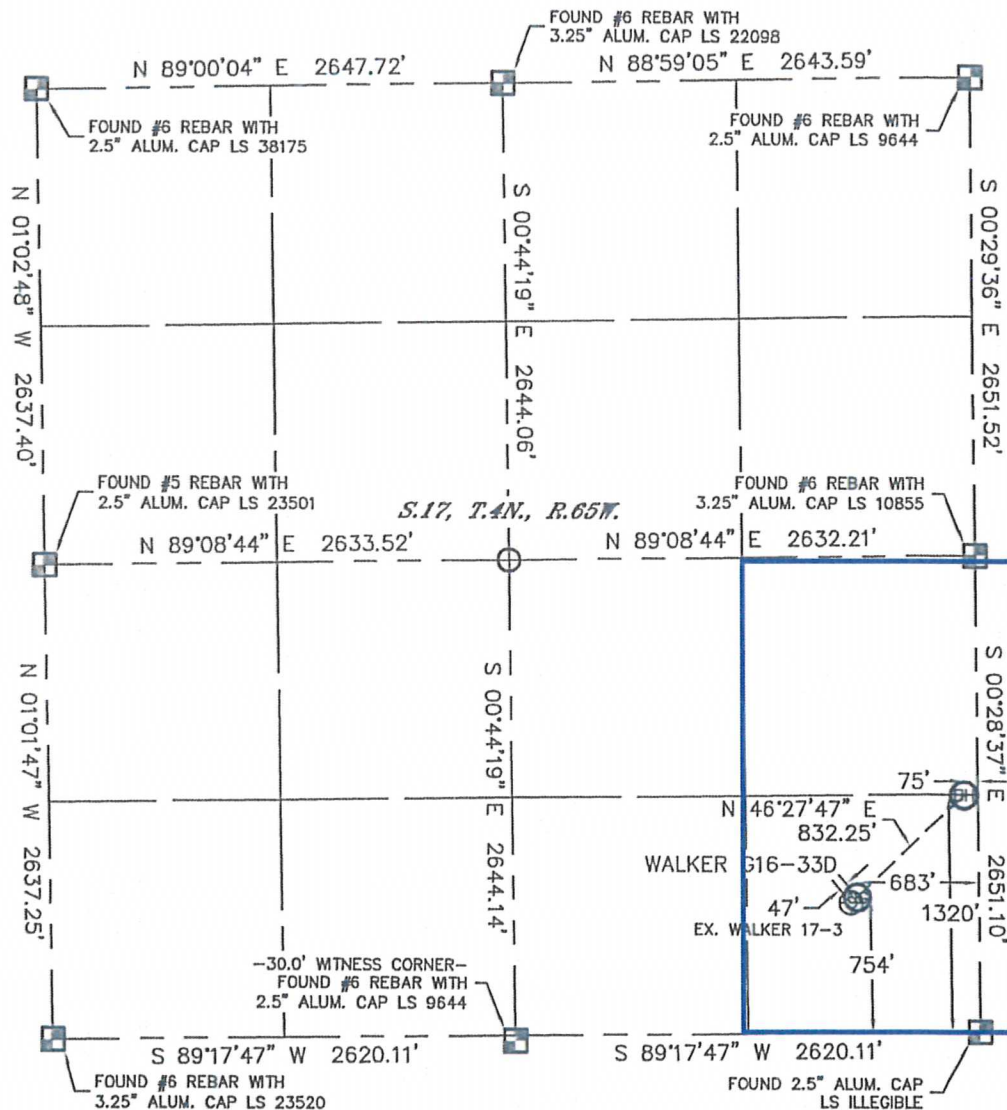 FOUND #6 REBAR WITH
3.25" ALUM. CAP LS 22098
N 89°00'04" E 2647.72'
N 88°59'05" E 2643.59'
FOUND #6 REBAR WITH
2.5" ALUM. CAP LS 38175
FOUND #6 REBAR WITH
2.5" ALUM. CAP LS 9644
N 01°02'48" W 2637.40'
S 00°44'19" E 2644.06'
S 00°29'36" E 2651.52'
FOUND #5 REBAR WITH
2.5" ALUM. CAP LS 23501
FOUND #6 REBAR WITH
3.25" ALUM. CAP LS 10855
S.17, T.4N., R.65W.
N 89°08'44" E 2633.52'
N 89°08'44" E 2632.21'
N 01°01'47" W 2637.25'
S 00°44'19" E 2644.14'
S 00°28'37" E 2651.10'
75'
N 46°27'47" E
832.25'
WALKER G16-33D
683'
47'
1320'
EX. WALKER 17-3
754'
-30.0' WITNESS CORNER-
FOUND #6 REBAR WITH
2.5" ALUM. CAP LS 9644
S 89°17'47" W 2620.11'
S 89°17'47" W 2620.11'
FOUND #6 REBAR WITH
3.25" ALUM. CAP LS 23520
FOUND 2.5" ALUM. CAP
LS ILLEGIBLE